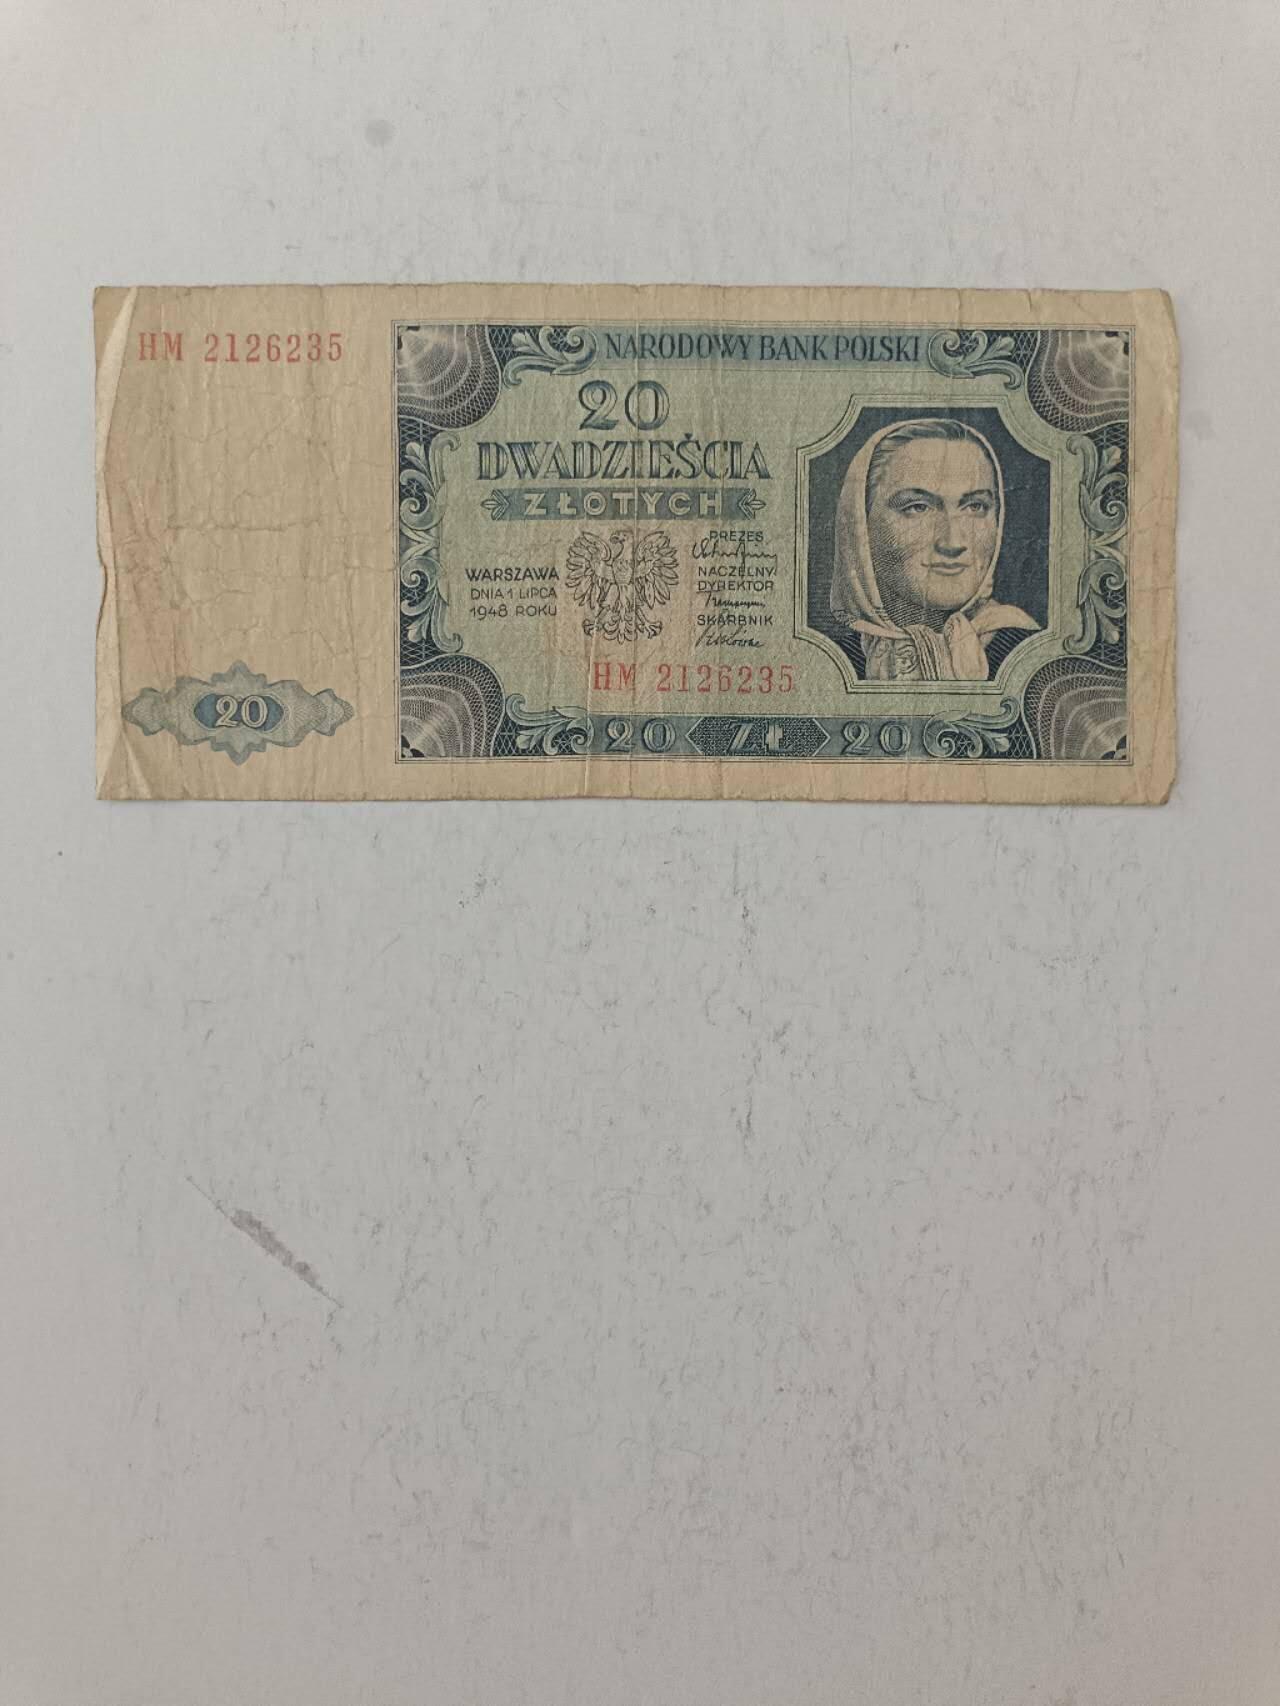 HM 2126235
NARODOWY BANK POLSKI
20
DWADZIEŚCIA
ZŁOTYCH
WARSZAWA
DNIA 1 LIPCA
1948 ROKU
PREZES
NACZELNY
DYREKTOR
SKARBNIK
HM 2126235
20
20 ZŁ 20